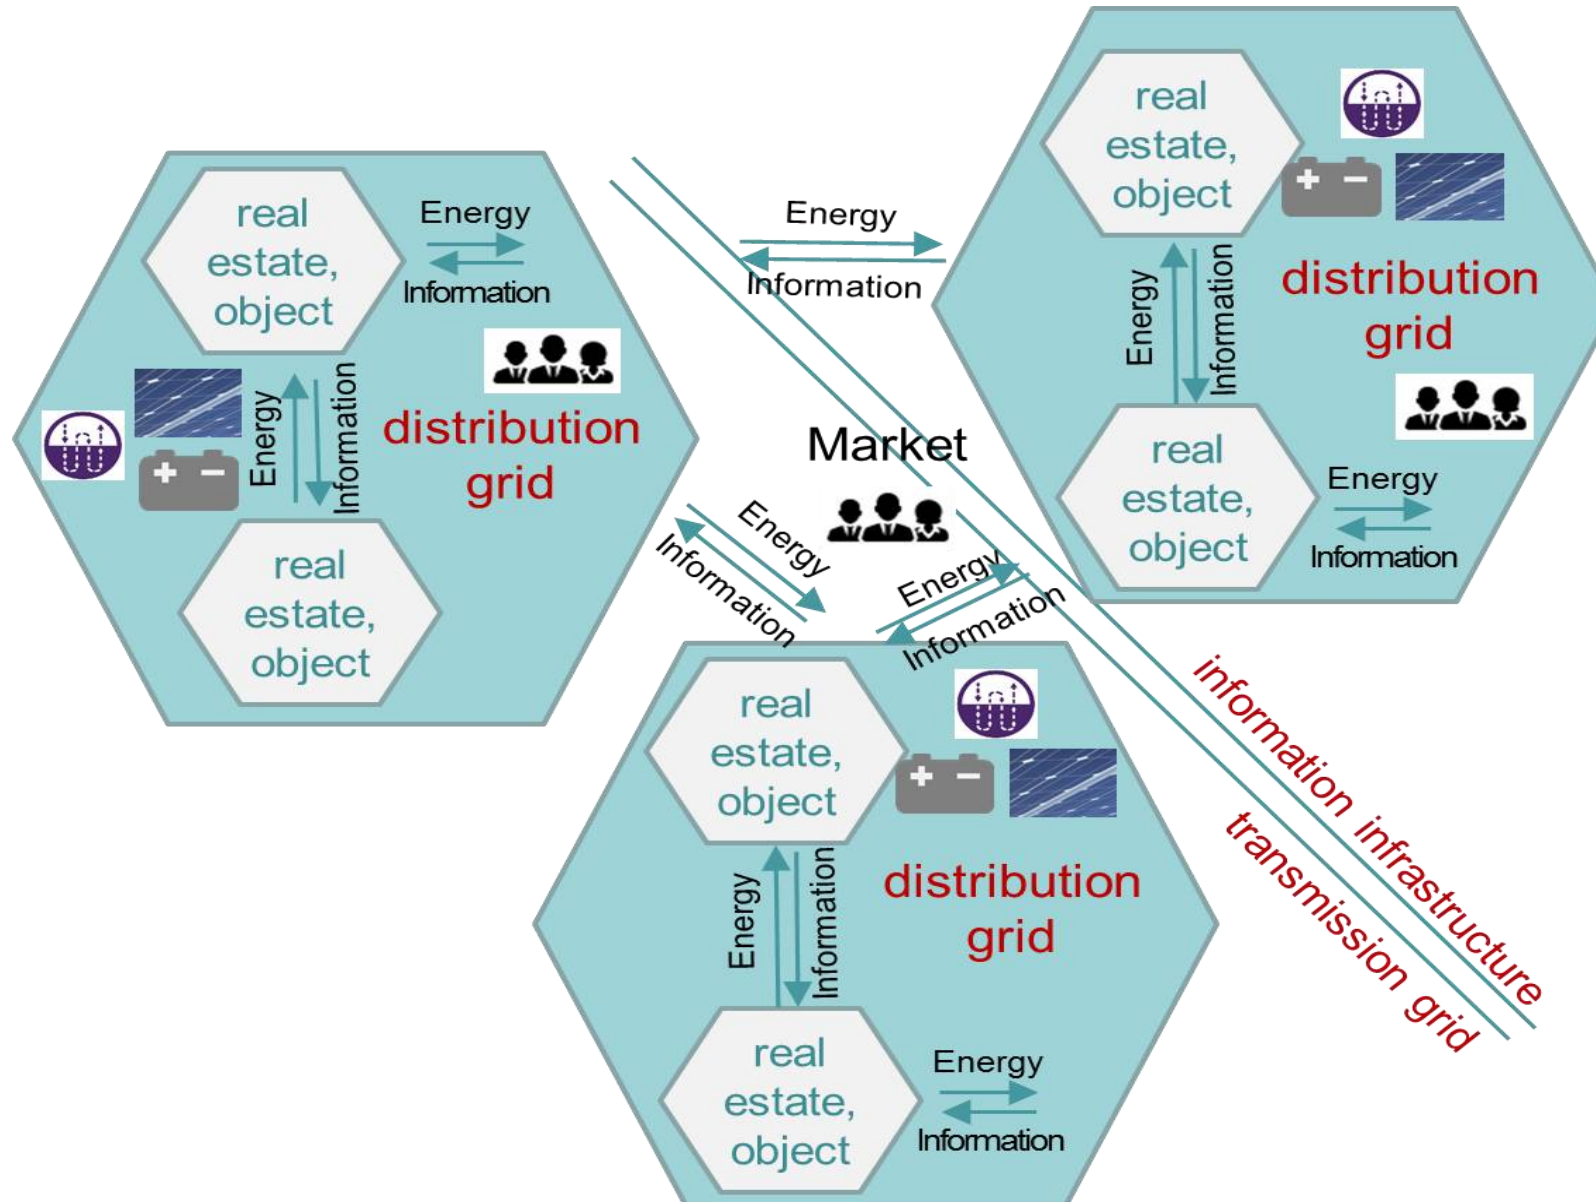 real
estate,
object
Energy
Information
Energy
Information
distribution
grid
real
estate,
object
Energy
Information
Market
Energy
Information
Energy
Information
real
estate,
object
distribution
grid
Energy
Information
real
estate,
object
Energy
Information
real
estate,
object
distribution
grid
Energy
Information
real
estate,
object
Energy
Information
information infrastructure
transmission grid